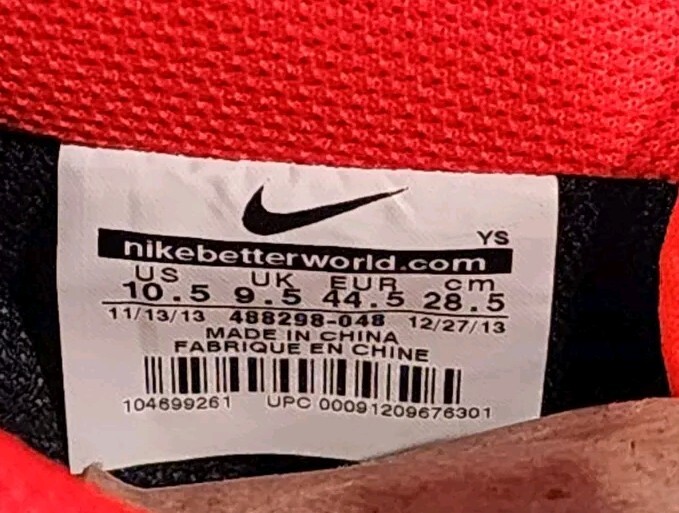 YS
nikebetterworld.com
US UK EUR cm
10.5 9.5 44.5 28.5
11/13/13 488298-048 12/27/13
MADE IN CHINA
FABRIQUE EN CHINE
104699261 UPC 00091209676301